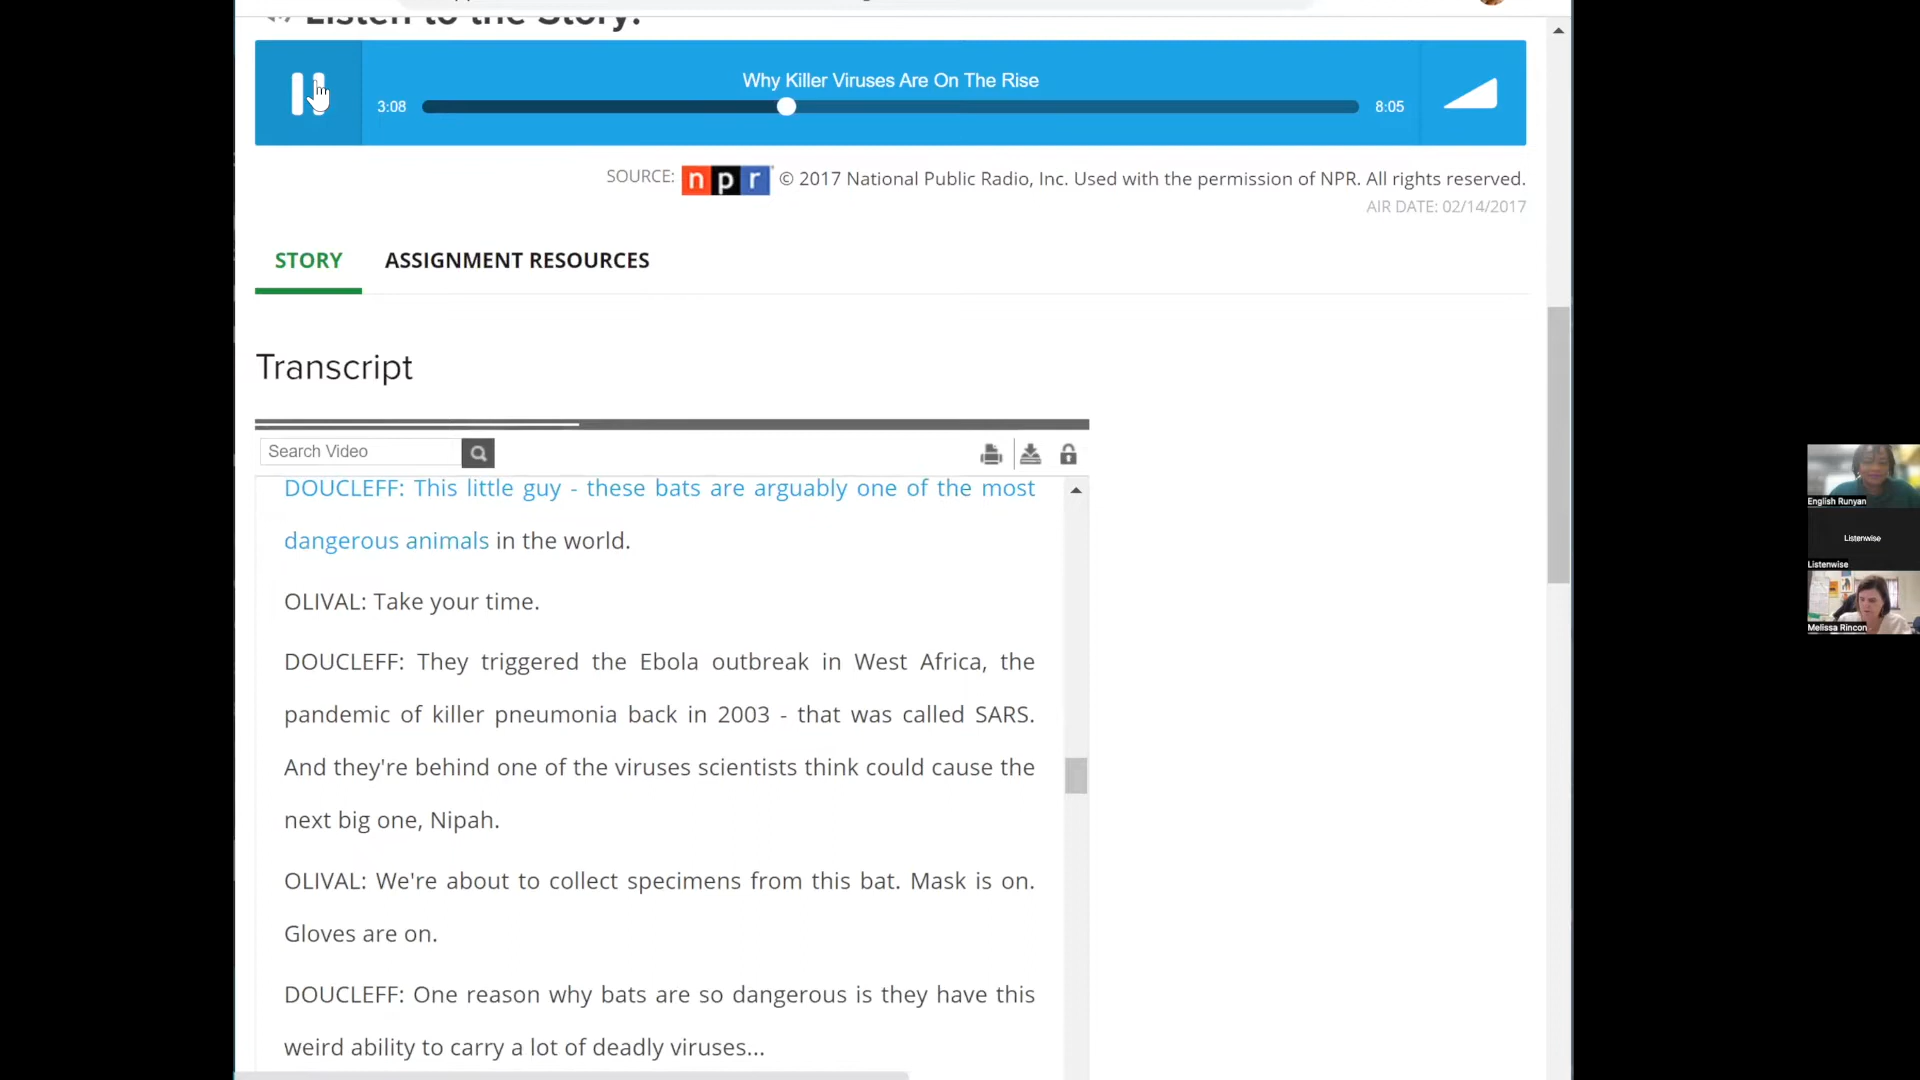 Listen to the Story:
Why Killer Viruses Are On The Rise
3:08
8:05
SOURCE: npr © 2017 National Public Radio, Inc. Used with the permission of NPR. All rights reserved.
AIR DATE: 02/14/2017
STORY ASSIGNMENT RESOURCES
Transcript
Search Video
DOUCLEFF: This little guy - these bats are arguably one of the most
dangerous animals in the world.
OLIVAL: Take your time.
DOUCLEFF: They triggered the Ebola outbreak in West Africa, the
pandemic of killer pneumonia back in 2003 - that was called SARS.
And they're behind one of the viruses scientists think could cause the
next big one, Nipah.
OLIVAL: We're about to collect specimens from this bat. Mask is on.
Gloves are on.
DOUCLEFF: One reason why bats are so dangerous is they have this
weird ability to carry a lot of deadly viruses...
English Runyan
Listenwise
Listenwise
Melissa Rincon